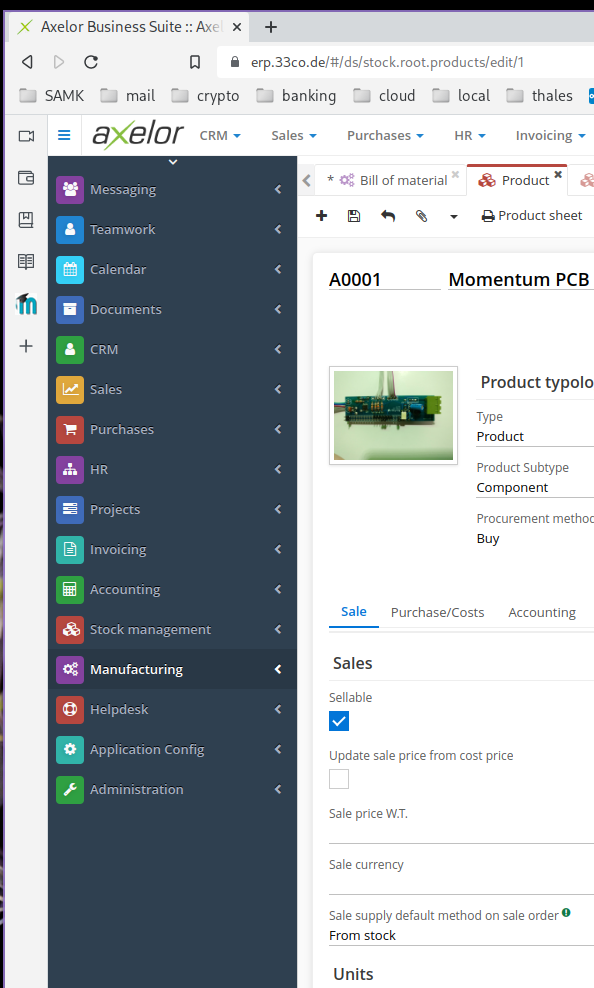 Axelor Business Suite :: Axel
erp.33co.de/#/ds/stock.root.products/edit/1
SAMK mail crypto banking cloud local thales
axelor CRM Sales Purchases HR Invoicing
* Bill of material Product
Product sheet
Messaging
Teamwork
Calendar
Documents
CRM
Sales
Purchases
HR
Projects
Invoicing
Accounting
Stock management
Manufacturing
Helpdesk
Application Config
Administration
A0001 Momentum PCB
Product typolo
Type
Product
Product Subtype
Component
Procurement method
Buy
Sale Purchase/Costs Accounting
Sales
Sellable
Update sale price from cost price
Sale price W.T.
Sale currency
Sale supply default method on sale order
From stock
Units